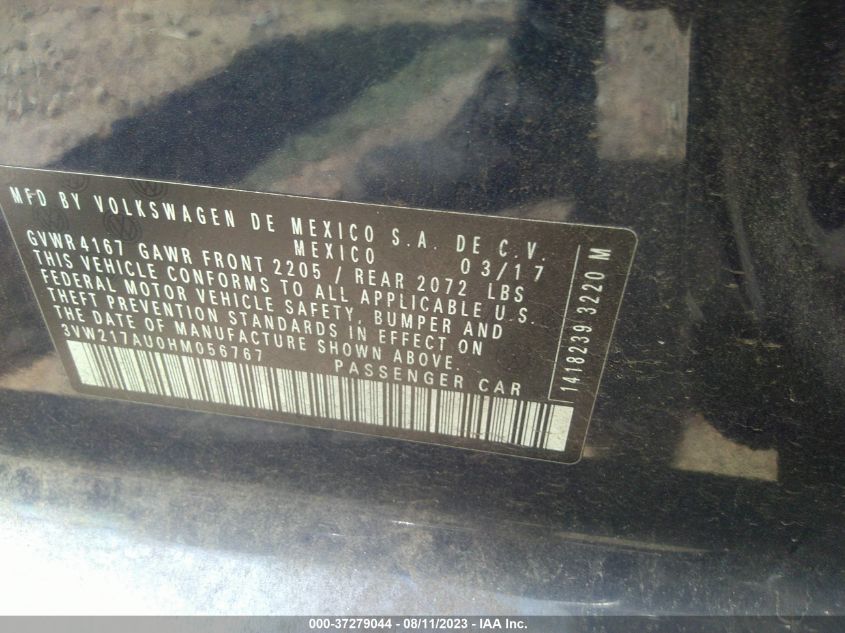 MFD BY VOLKSWAGEN DE MEXICO S.A. DE C.V.
MEXICO 03/17
GVWR4167 GAWR FRONT 2205 / REAR 2072 LBS
THIS VEHICLE CONFORMS TO ALL APPLICABLE U.S.
FEDERAL MOTOR VEHICLE SAFETY, BUMPER AND
THEFT PREVENTION STANDARDS IN EFFECT ON
THE DATE OF MANUFACTURE SHOWN ABOVE.
3VW217AU0HM056767
PASSENGER CAR
1418239 3220 M
000-37279044 - 08/11/2023 - IAA Inc.